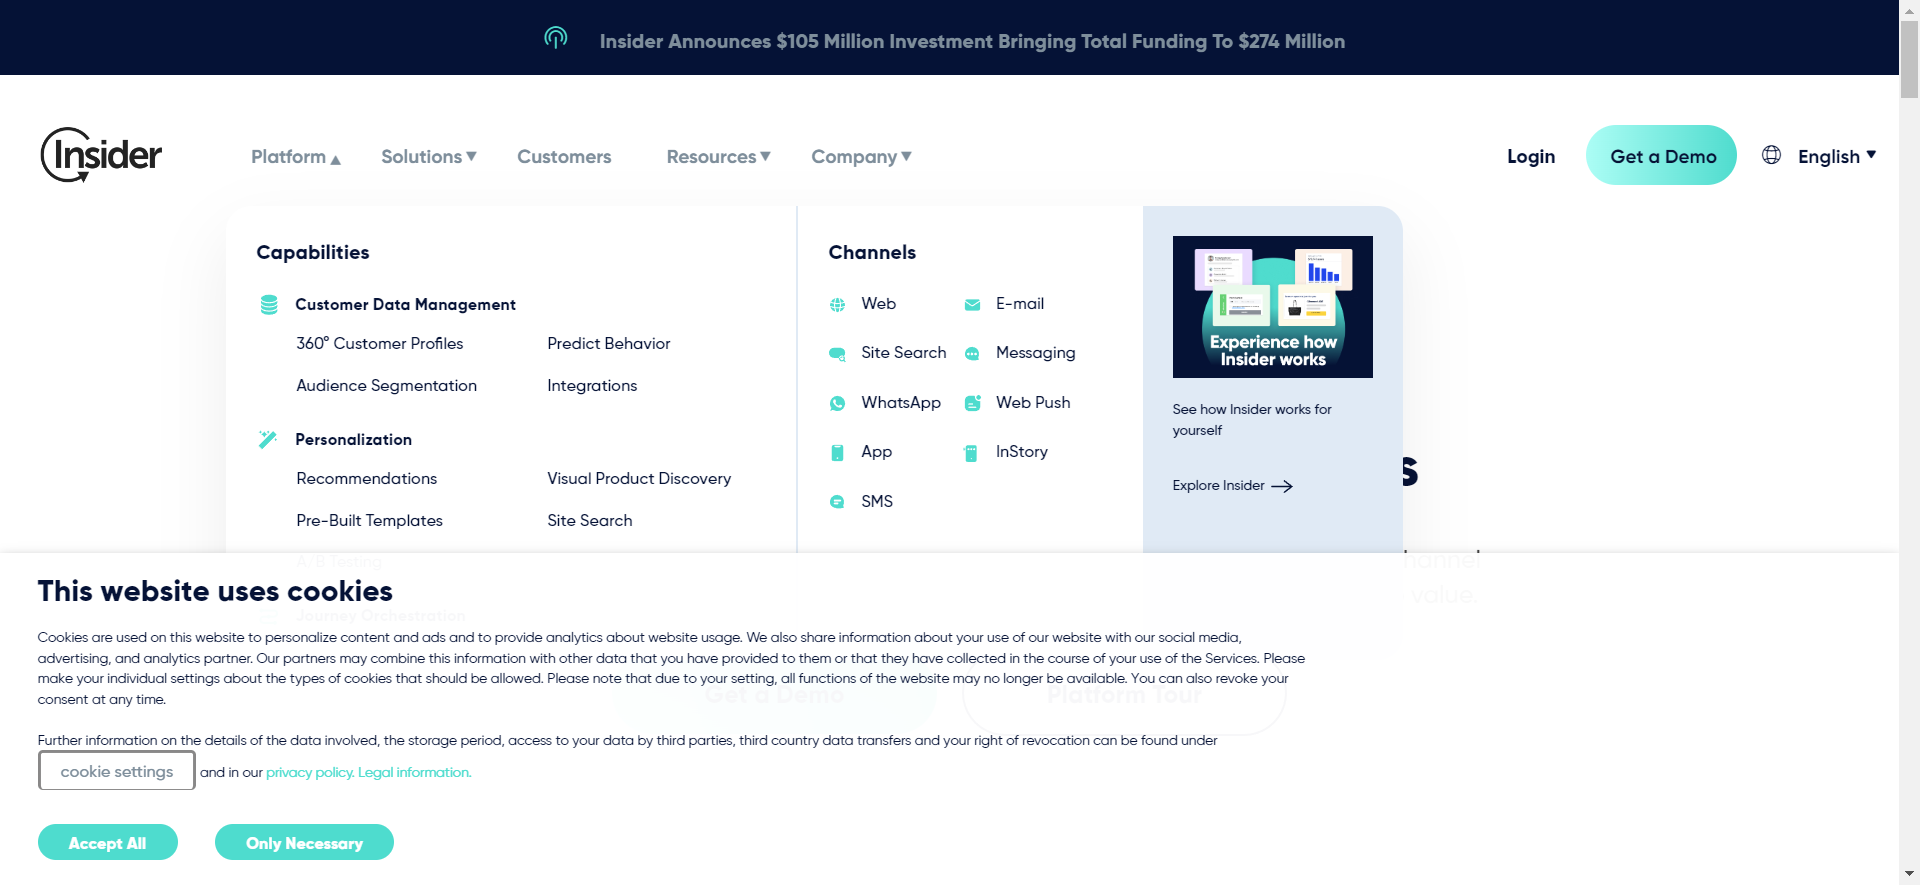 Insider Announces $105 Million Investment Bringing Total Funding To $274 Million
Insider
Platform
Solutions
Customers
Resources
Company
Login
Get a Demo
English
Capabilities
Customer Data Management
360° Customer Profiles
Predict Behavior
Audience Segmentation
Integrations
Personalization
Recommendations
Visual Product Discovery
Pre-Built Templates
Site Search
A/B Testing
Journey Orchestration
Channels
Web
E-mail
Site Search
Messaging
WhatsApp
Web Push
App
InStory
SMS
Experience how
Insider works
See how Insider works for
yourself
Explore Insider
s
hannel
value.
Get a Demo
Platform Tour
This website uses cookies
Cookies are used on this website to personalize content and ads and to provide analytics about website usage. We also share information about your use of our website with our social media,
advertising, and analytics partner. Our partners may combine this information with other data that you have provided to them or that they have collected in the course of your use of the Services. Please
make your individual settings about the types of cookies that should be allowed. Please note that due to your setting, all functions of the website may no longer be available. You can also revoke your
consent at any time.
Further information on the details of the data involved, the storage period, access to your data by third parties, third country data transfers and your right of revocation can be found under
cookie settings and in our privacy policy. Legal information.
Accept All
Only Necessary